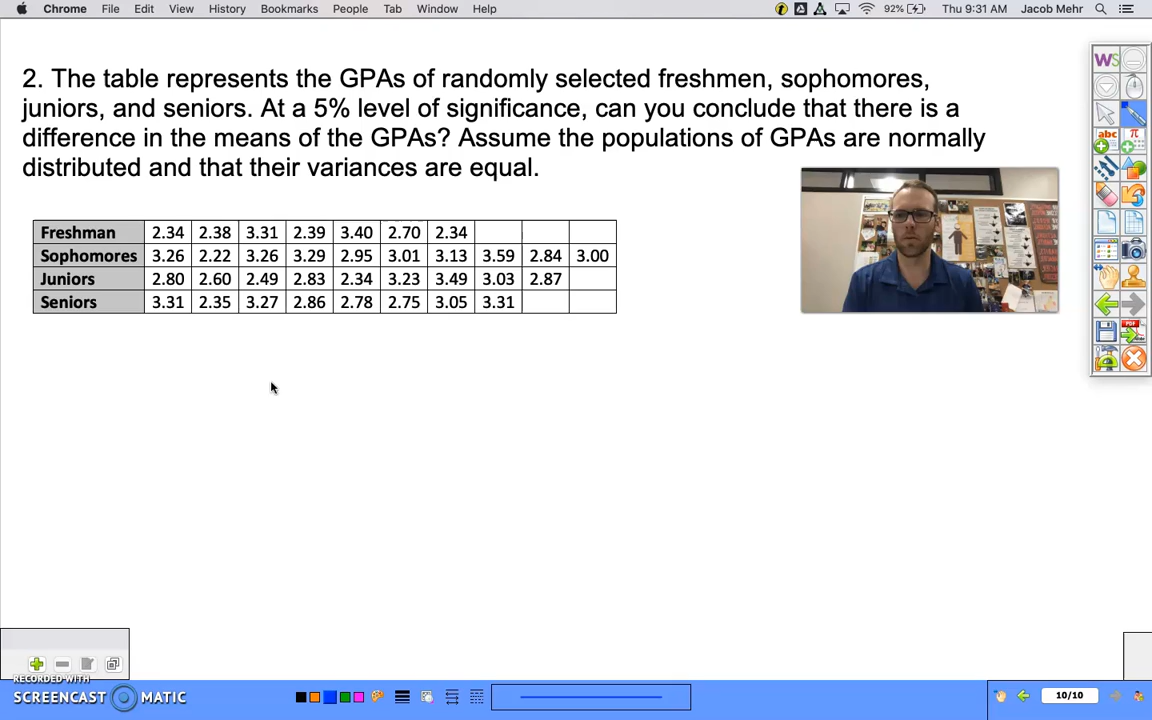 Chrome File Edit View History Bookmarks People Tab Window Help 92% Thu 9:31 AM Jacob Mehr
2. The table represents the GPAs of randomly selected freshmen, sophomores,
juniors, and seniors. At a 5% level of significance, can you conclude that there is a
difference in the means of the GPAs? Assume the populations of GPAs are normally
distributed and that their variances are equal.
Freshman 2.34 2.38 3.31 2.39 3.40 2.70 2.34
Sophomores 3.26 2.22 3.26 3.29 2.95 3.01 3.13 3.59 2.84 3.00
Juniors 2.80 2.60 2.49 2.83 2.34 3.23 3.49 3.03 2.87
Seniors 3.31 2.35 3.27 2.86 2.78 2.75 3.05 3.31
WS
abc π
PDF
RECORDED WITH
SCREENCAST MATIC
10/10